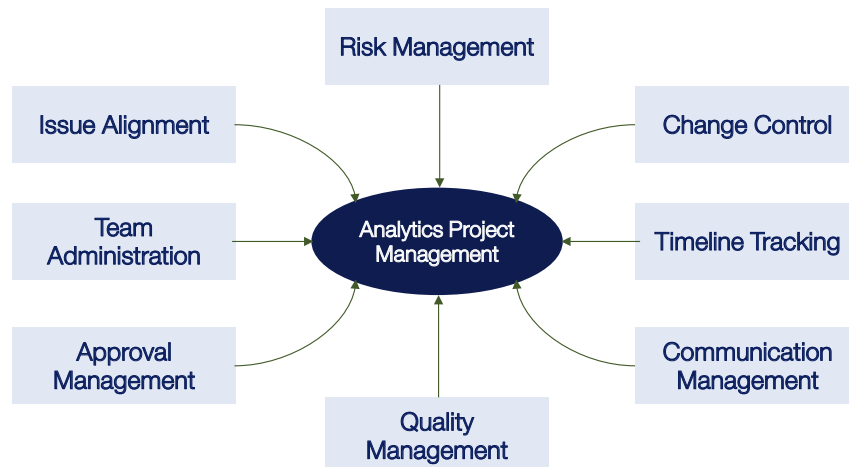 Risk Management
Issue Alignment
Change Control
Team
Administration
Analytics Project
Management
Timeline Tracking
Approval
Management
Communication
Management
Quality
Management